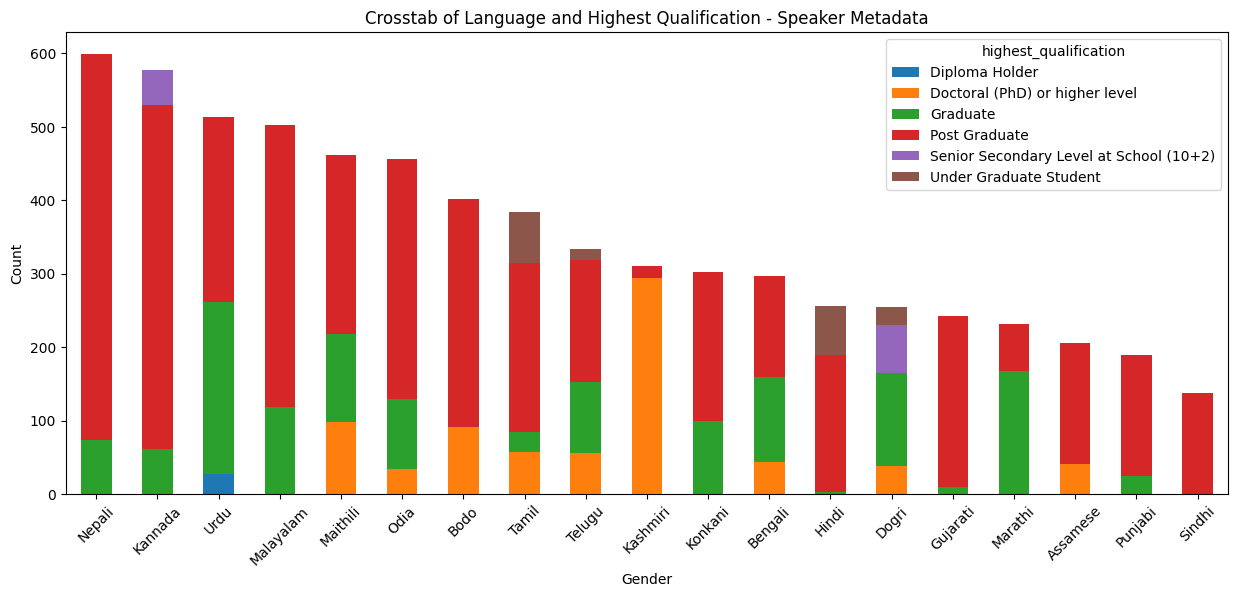 Crosstab of Language and Highest Qualification - Speaker Metadata
highest_qualification
Diploma Holder
Doctoral (PhD) or higher level
Graduate
Post Graduate
Senior Secondary Level at School (10+2)
Under Graduate Student
Count
600
500
400
300
200
100
0
Nepali
Kannada
Urdu
Malayalam
Maithili
Odia
Bodo
Tamil
Telugu
Kashmiri
Konkani
Bengali
Hindi
Dogri
Gujarati
Marathi
Assamese
Punjabi
Sindhi
Gender